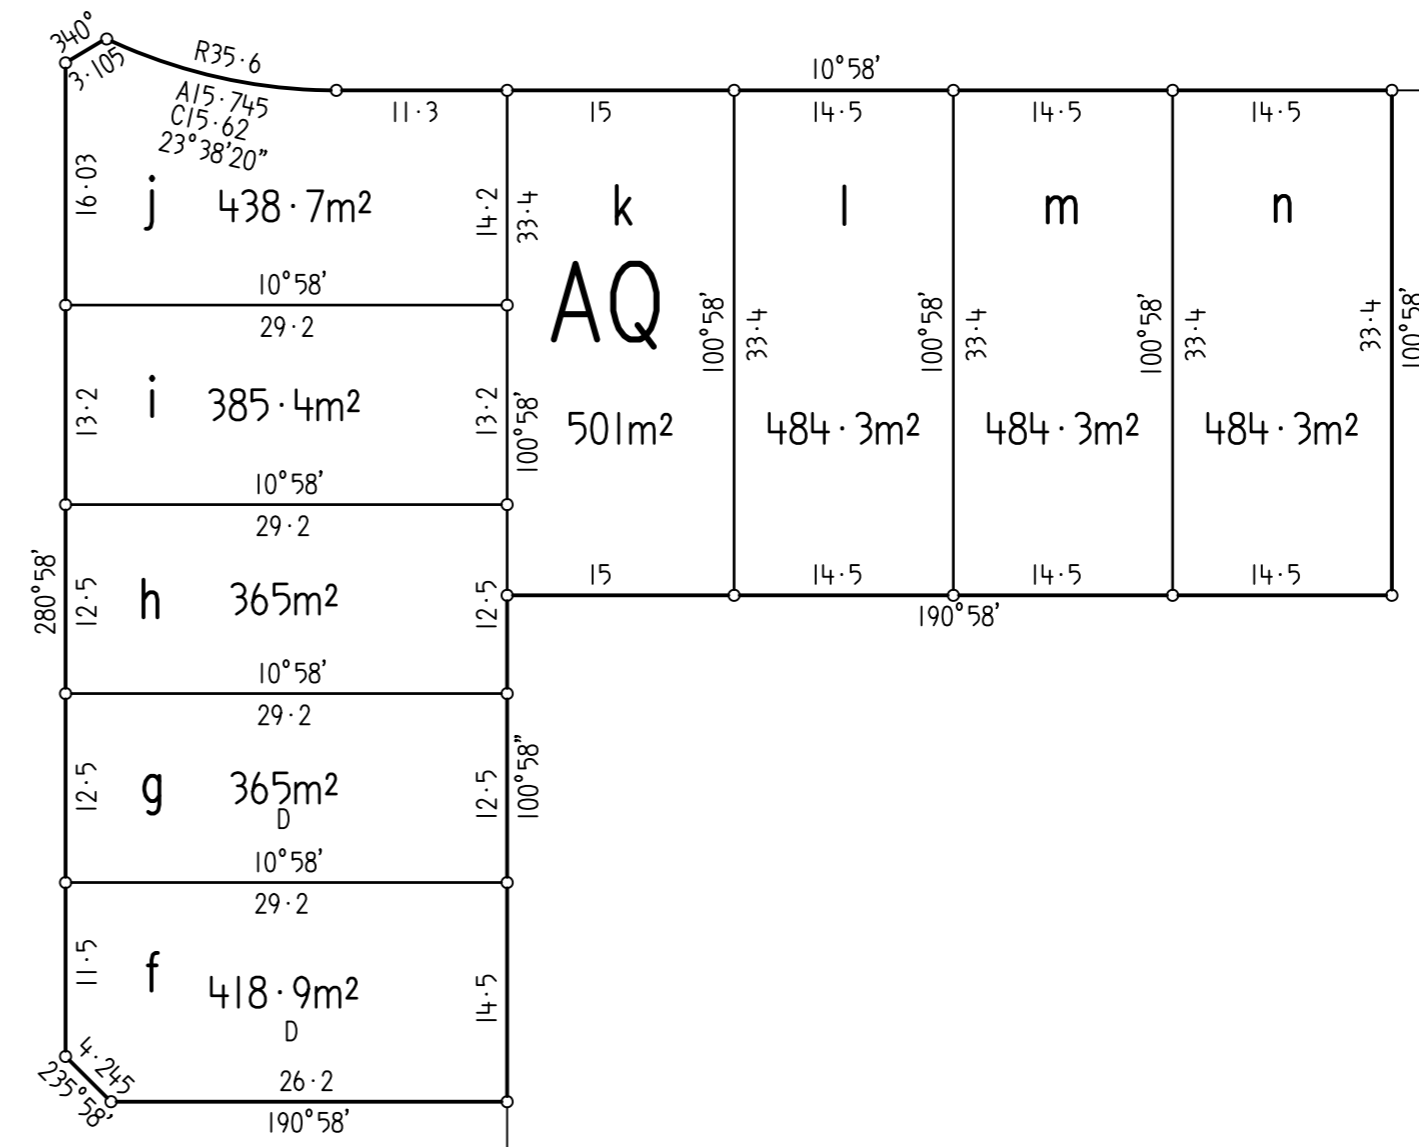 340°
3·105
R35·6
A15·745
C15·62
23°38'20"
11·3
15
10°58'
14·5
14·5
14·5
16·03
j
438·7m²
14·2
33·4
k
l
m
n
AQ
10°58'
29·2
100°58'
33·4
100°58'
33·4
100°58'
33·4
33·4
100°58'
13·2
i
385·4m²
13·2
100°58'
501m²
484·3m²
484·3m²
484·3m²
10°58'
29·2
280°58'
12·5
h
365m²
12·5
15
14·5
14·5
14·5
190°58'
10°58'
29·2
12·5
g
365m²
D
12·5
100°58"
10°58'
29·2
11·5
f
418·9m²
D
14·5
4·245
235°58'
26·2
190°58'